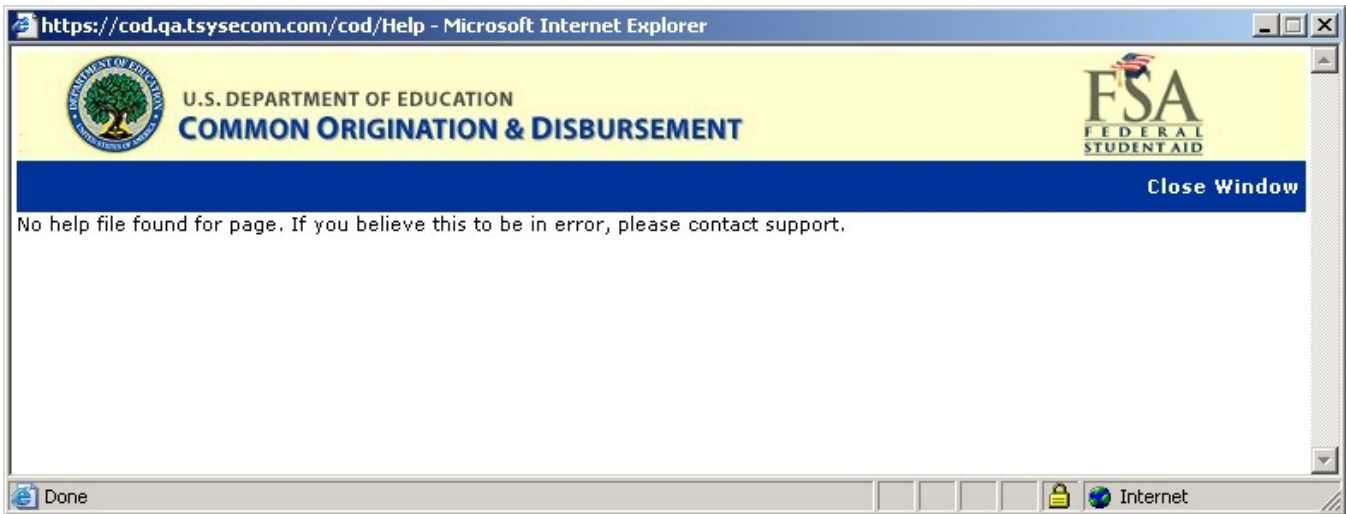 https://cod.qa.tsysecom.com/cod/Help - Microsoft Internet Explorer
U.S. DEPARTMENT OF EDUCATION
COMMON ORIGINATION & DISBURSEMENT
FSA
FEDERAL
STUDENT AID
Close Window
No help file found for page. If you believe this to be in error, please contact support.
Done
Internet